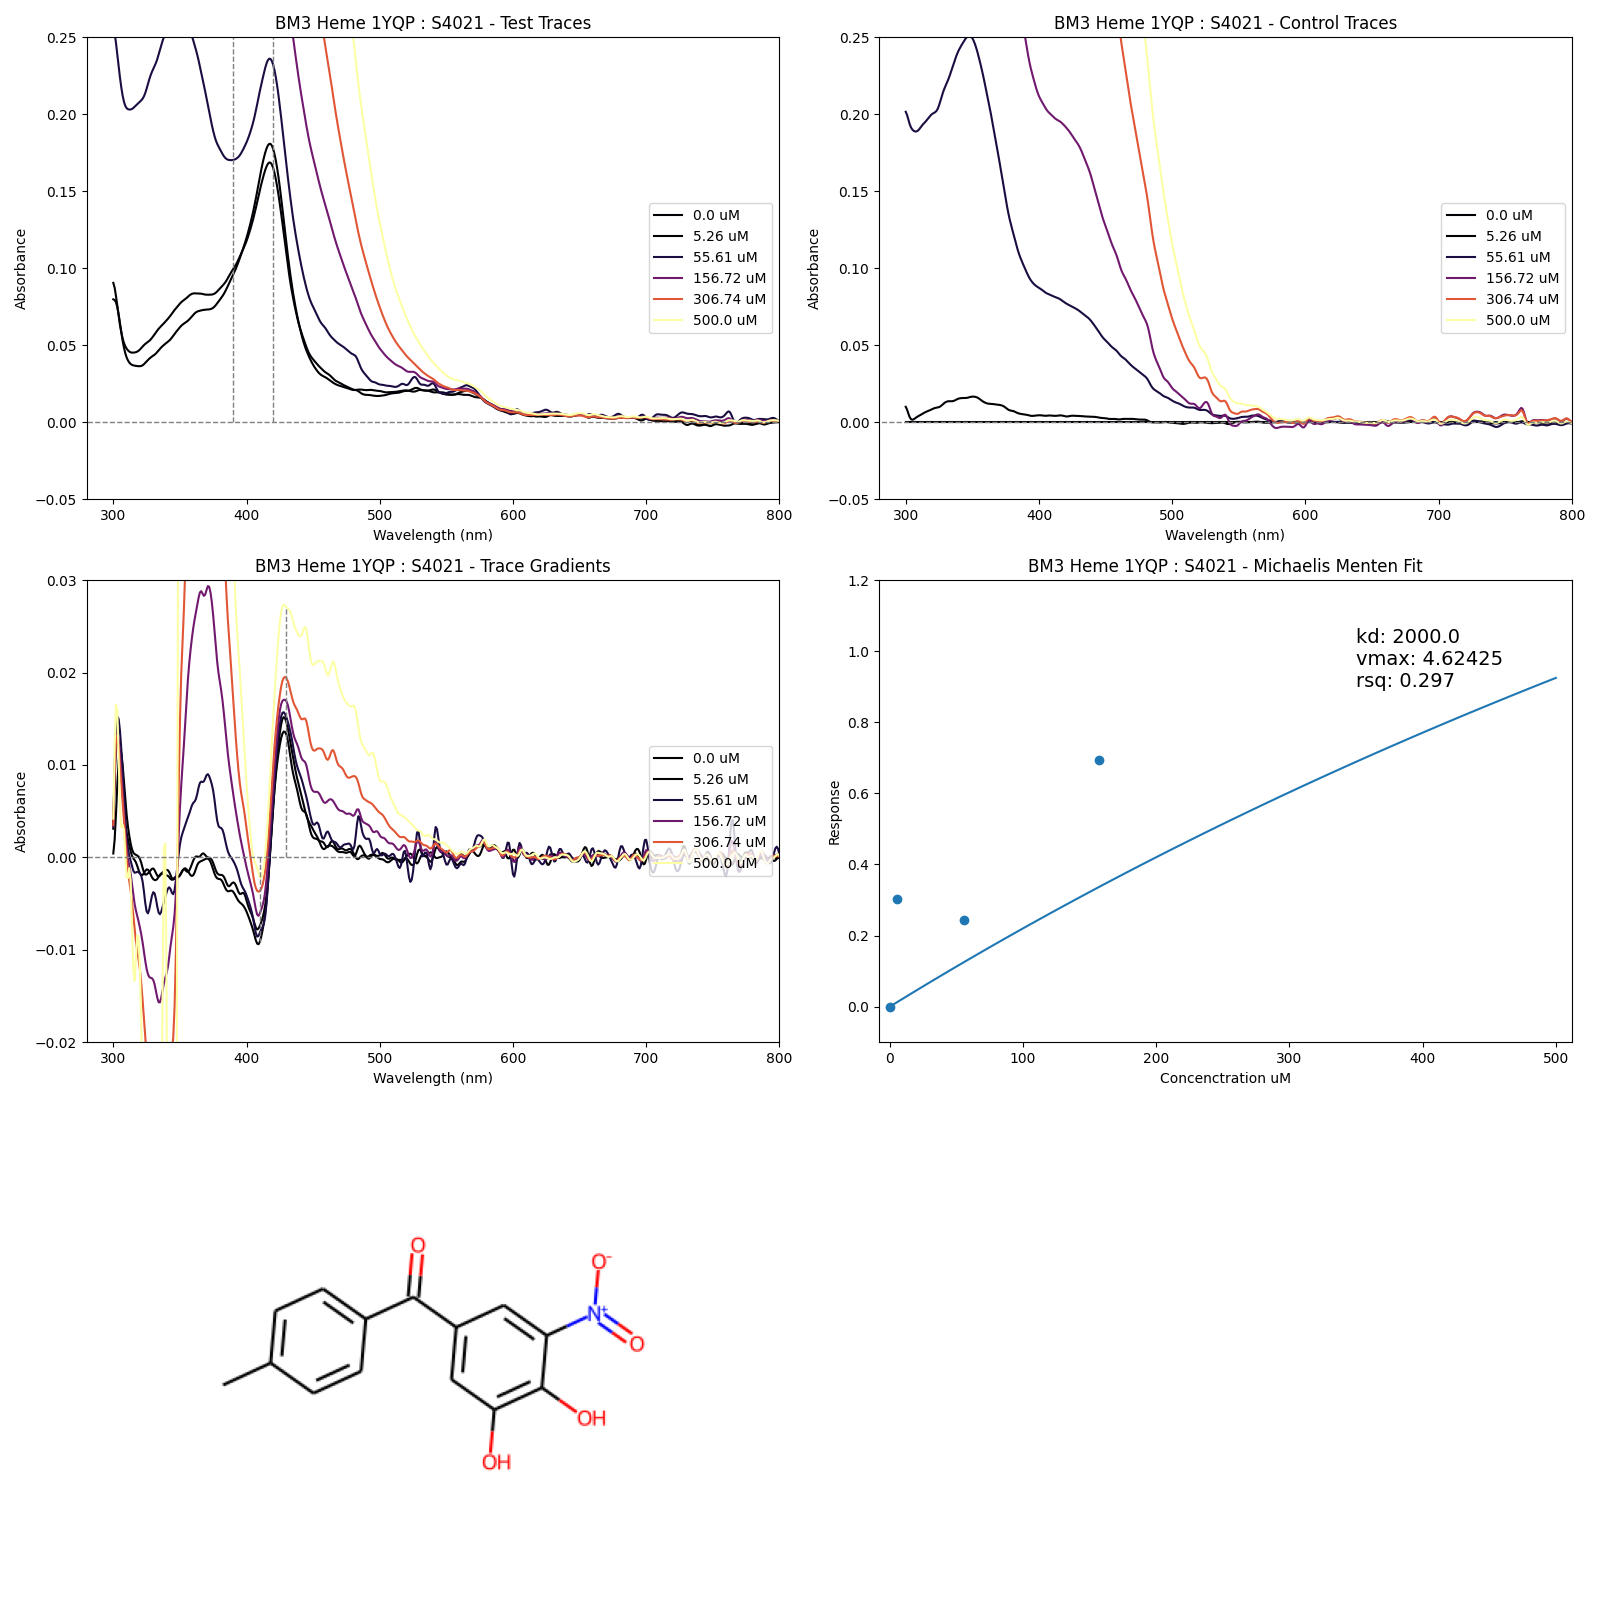 BM3 Heme 1YQP : S4021 - Test Traces
0.25
0.20
0.15
0.10
0.05
0.00
−0.05
Absorbance
0.0 uM
5.26 uM
55.61 uM
156.72 uM
306.74 uM
500.0 uM
300 400 500 600 700 800
Wavelength (nm)
BM3 Heme 1YQP : S4021 - Control Traces
0.25
0.20
0.15
0.10
0.05
0.00
−0.05
Absorbance
0.0 uM
5.26 uM
55.61 uM
156.72 uM
306.74 uM
500.0 uM
300 400 500 600 700 800
Wavelength (nm)
BM3 Heme 1YQP : S4021 - Trace Gradients
0.03
0.02
0.01
0.00
−0.01
−0.02
Absorbance
0.0 uM
5.26 uM
55.61 uM
156.72 uM
306.74 uM
500.0 uM
300 400 500 600 700 800
Wavelength (nm)
BM3 Heme 1YQP : S4021 - Michaelis Menten Fit
1.2
1.0
0.8
0.6
0.4
0.2
0.0
Response
kd: 2000.0
vmax: 4.62425
rsq: 0.297
0 100 200 300 400 500
Concenctration uM
O
O⁻
N⁺
O
OH
OH